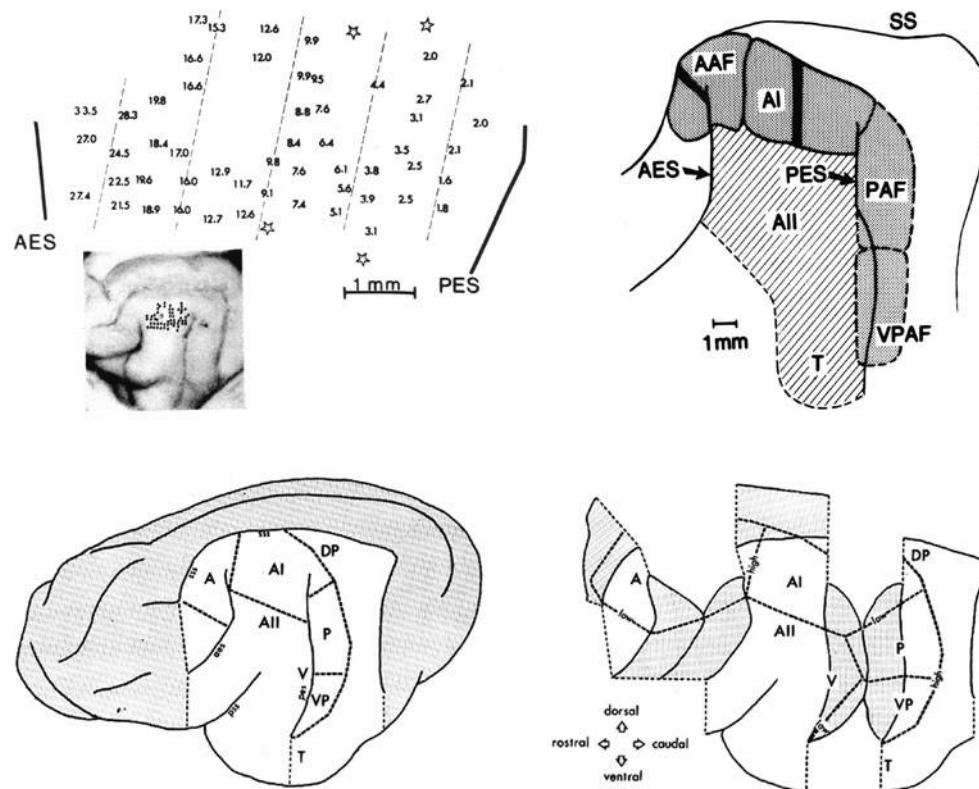 17.3 15.3 12.6 9.9
16.6 12.0 2.0
16.6 9.9 9.5 4.4 2.1
3 3.5 28.3 19.8 8.8 7.6 2.7
3.1 2.0
27.0 24.5 18.4 17.0 8.4 6.4 3.5 2.1
9.8
22.5 19.6 16.0 12.9 11.7 7.6 6.1 3.8 2.5 1.6
27.4 9.1 5.6
21.5 18.9 16.0 12.7 12.6 7.4 5.1 3.9 2.5 1.8
3.1
AES
PES
1 mm
SS
AAF
AI
AES
PES
PAF
AII
VPAF
1mm
T
sss
DP
A
sss
AI
AII
P
aes
V
pes
VP
pss
T
DP
A
high
AI
low
AII
low
P
V
high
VP
low
T
dorsal
rostral caudal
ventral